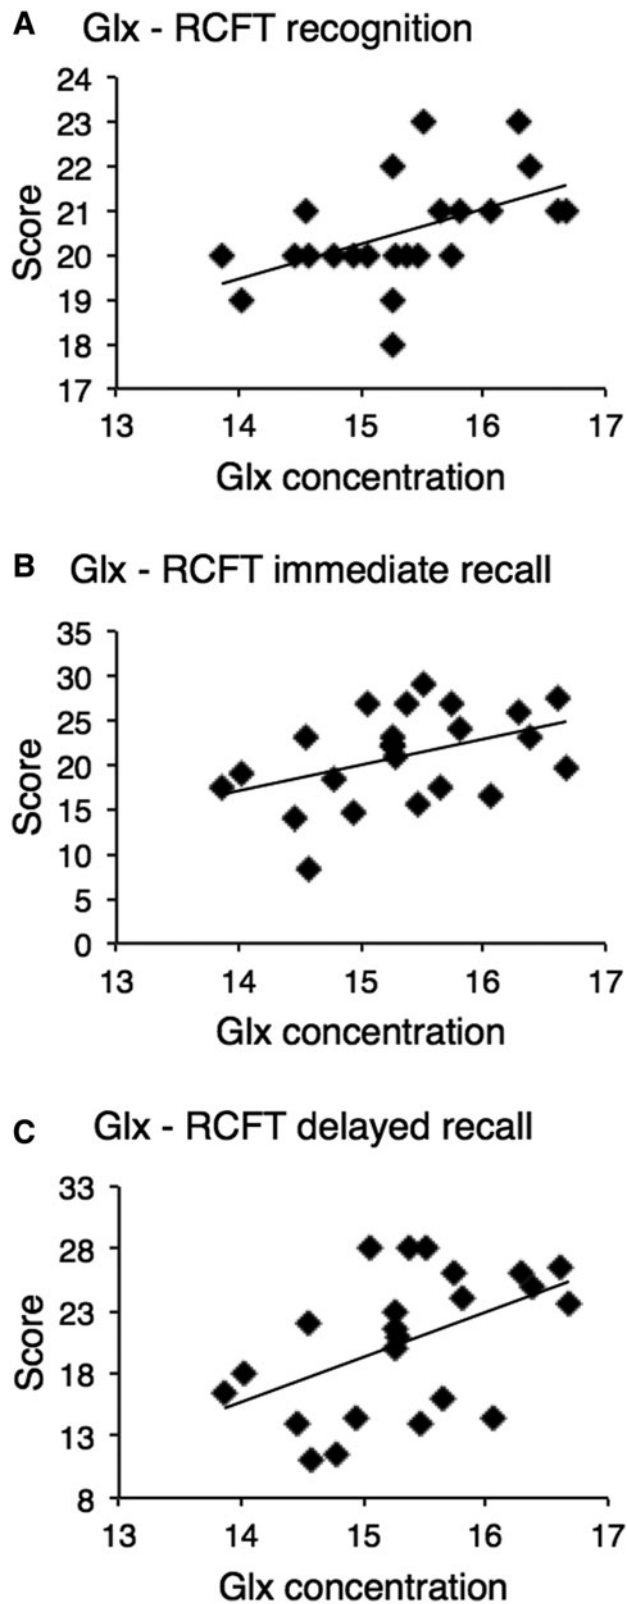 A Glx - RCFT recognition
24
23
22
21
20
19
18
17
Score
13 14 15 16 17
Glx concentration
B Glx - RCFT immediate recall
35
30
25
20
15
10
5
0
Score
13 14 15 16 17
Glx concentration
C Glx - RCFT delayed recall
33
28
23
18
13
8
Score
13 14 15 16 17
Glx concentration